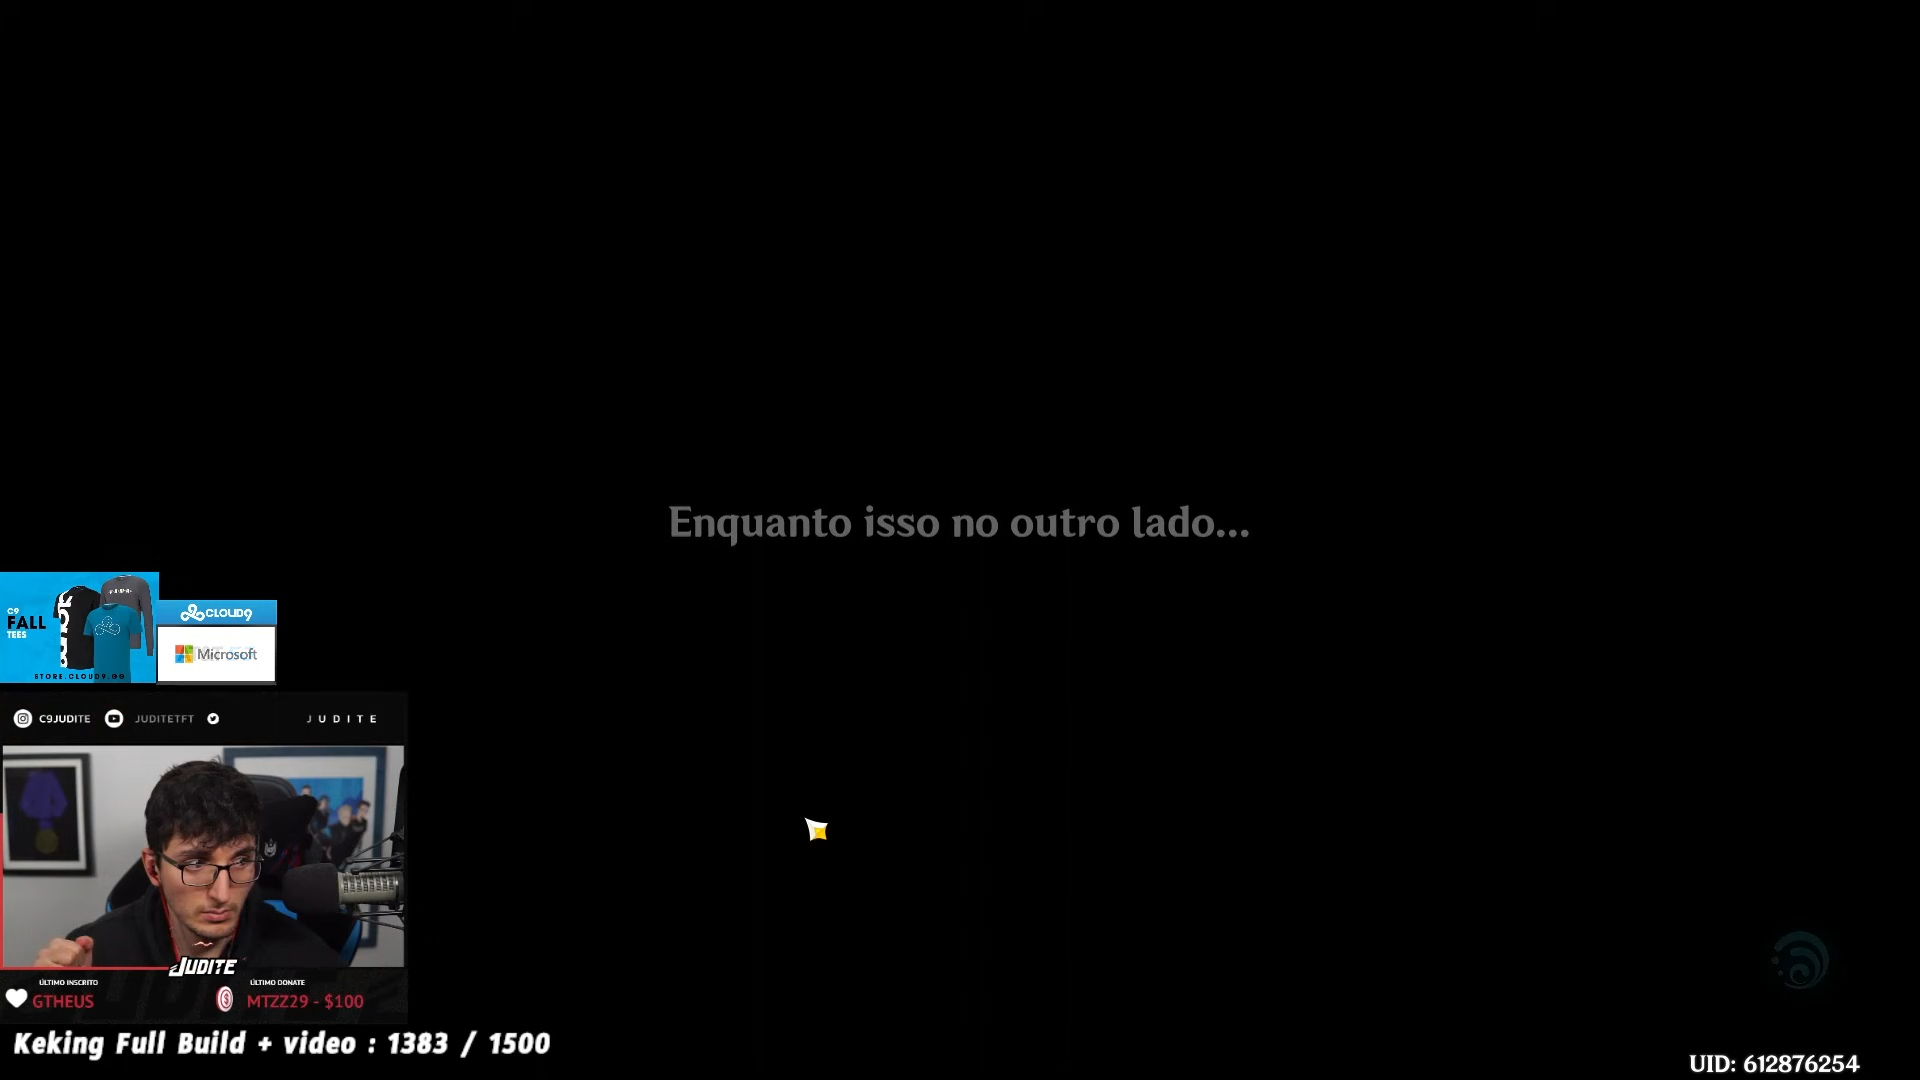 Enquanto isso no outro lado...
C9
FALL
TEES
STORE.CLOUD9.GG
CLOUD9
Microsoft
C9JUDITE
JUDITETFT
JUDITE
JUDITE
ÚLTIMO INSCRITO
GTHEUS
ÚLTIMO DONATE
MTZZ29 - $100
Keking Full Build + video : 1383 / 1500
UID: 612876254